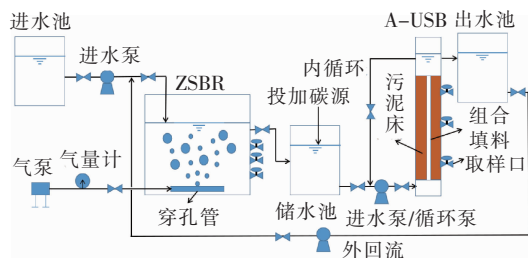 进水池
进水泵
ZSBR
内循环
投加碳源
A-USB
出水池
污泥床
组合
填料
取样口
气泵
气量计
穿孔管
储水池
进水泵/循环泵
外回流